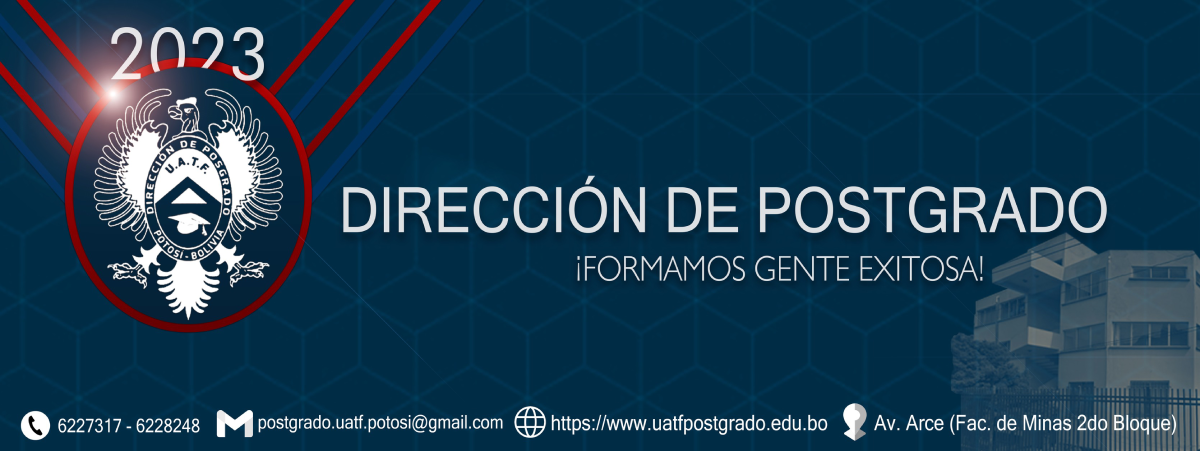 2023
DIRECCIÓN DE POSGRADO
U.A.T.F.
POTOSÍ - BOLIVIA
DIRECCIÓN DE POSTGRADO
¡FORMAMOS GENTE EXITOSA!
6227317 - 6228248
postgrado.uatf.potosi@gmail.com
https://www.uatfpostgrado.edu.bo
Av. Arce (Fac. de Minas 2do Bloque)